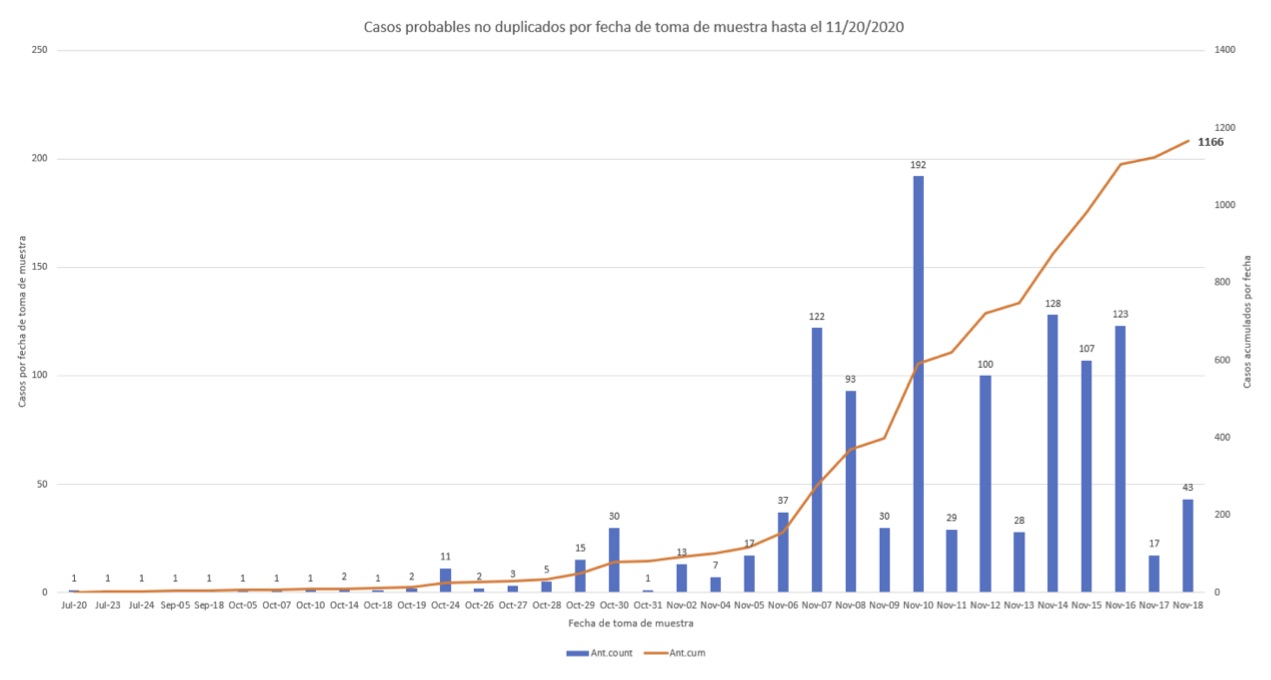 Casos probables no duplicados por fecha de toma de muestra hasta el 11/20/2020
250
200
150
100
50
0
Casos por fecha de toma de muestra
1 1 1 1 1 1 1 1 2 1 2 11 2 3 5 15 30 1 13 7 17 37 122 93 30 192 29 100 28 128 107 123 17 43
1166
1400
1200
1000
800
600
400
200
0
Casos acumulados por fecha
Jul-20 Jul-23 Jul-24 Sep-05 Sep-18 Oct-05 Oct-07 Oct-10 Oct-14 Oct-18 Oct-19 Oct-24 Oct-26 Oct-27 Oct-28 Oct-29 Oct-30 Oct-31 Nov-02 Nov-04 Nov-05 Nov-06 Nov-07 Nov-08 Nov-09 Nov-10 Nov-11 Nov-12 Nov-13 Nov-14 Nov-15 Nov-16 Nov-17 Nov-18
Fecha de toma de muestra
Ant.count Ant.cum